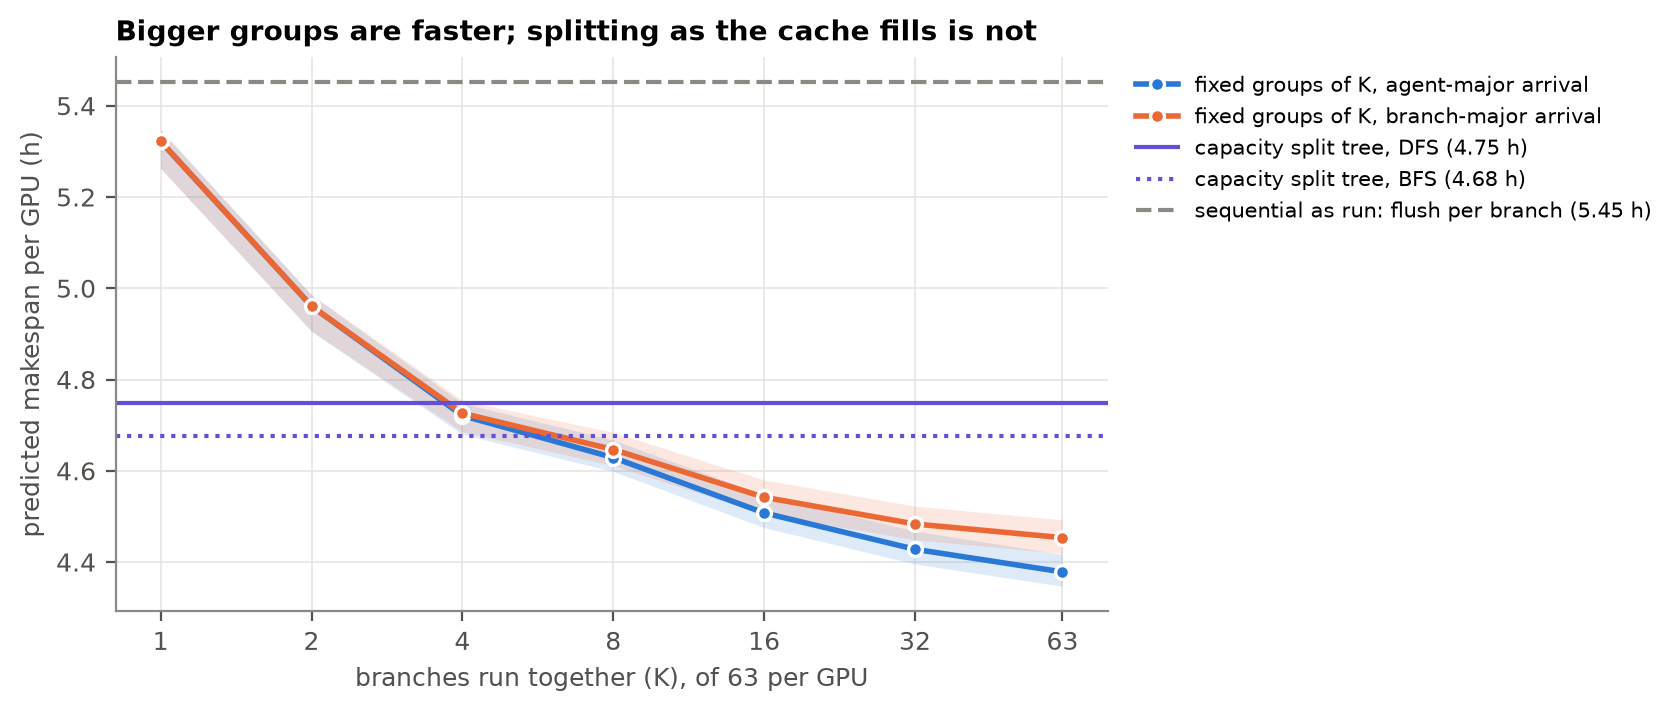 Bigger groups are faster; splitting as the cache fills is not
predicted makespan per GPU (h)
5.4
5.2
5.0
4.8
4.6
4.4
1
2
4
8
16
32
63
branches run together (K), of 63 per GPU
fixed groups of K, agent-major arrival
fixed groups of K, branch-major arrival
capacity split tree, DFS (4.75 h)
capacity split tree, BFS (4.68 h)
sequential as run: flush per branch (5.45 h)